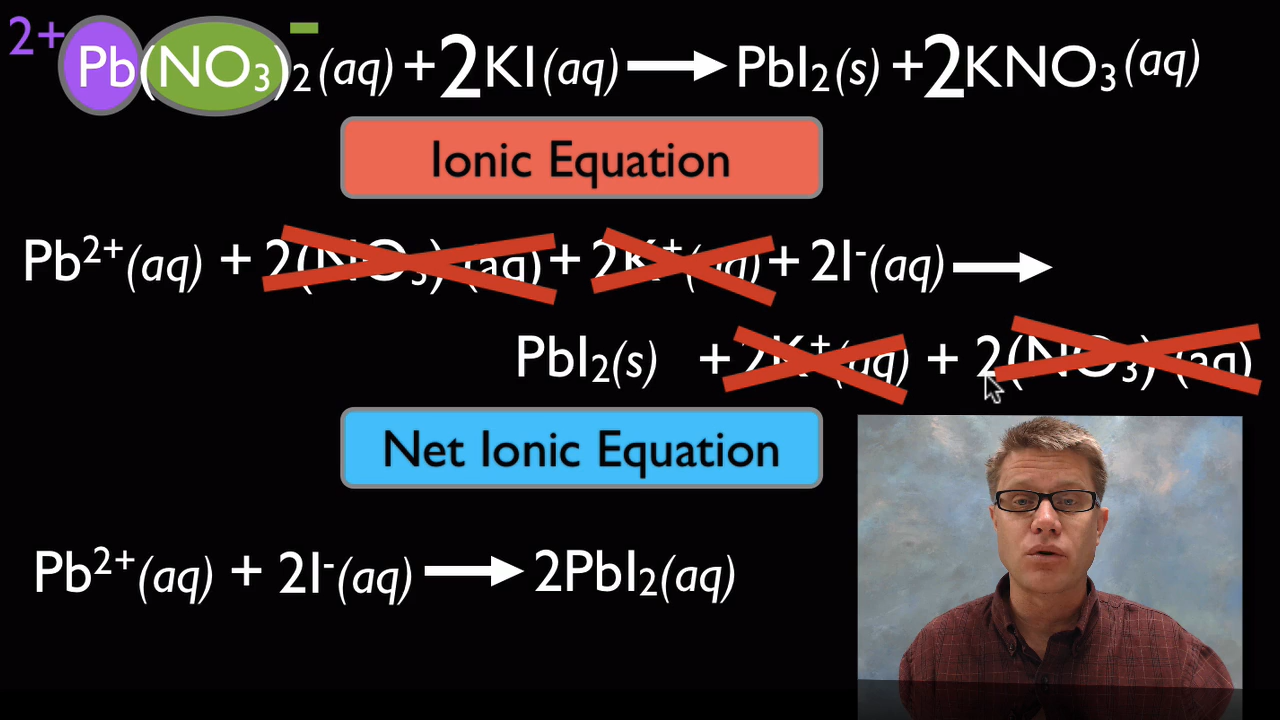 2+ Pb(NO₃)⁻₂(aq) + 2KI(aq) → PbI₂(s) + 2KNO₃(aq)
Ionic Equation
Pb²⁺(aq) + 2(NO₃) (aq) + 2K⁺(aq) + 2I⁻(aq) →
PbI₂(s) + 2K⁺(aq) + 2(NO₃) (aq)
Net Ionic Equation
Pb²⁺(aq) + 2I⁻(aq) → 2PbI₂(aq)